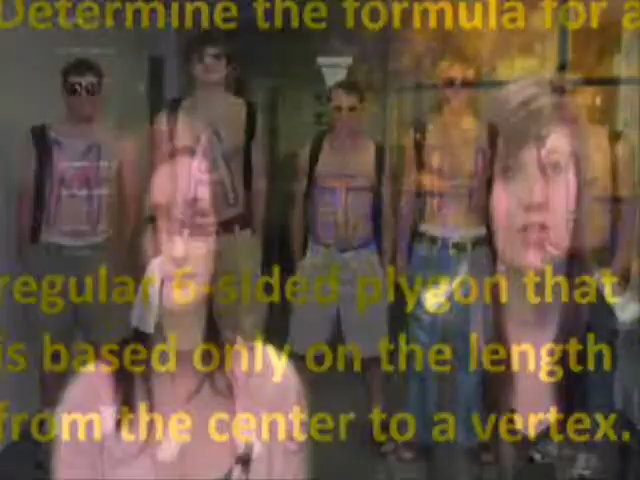 Determine the formula for a
regular 6-sided plygon that
is based only on the length
from the center to a vertex.